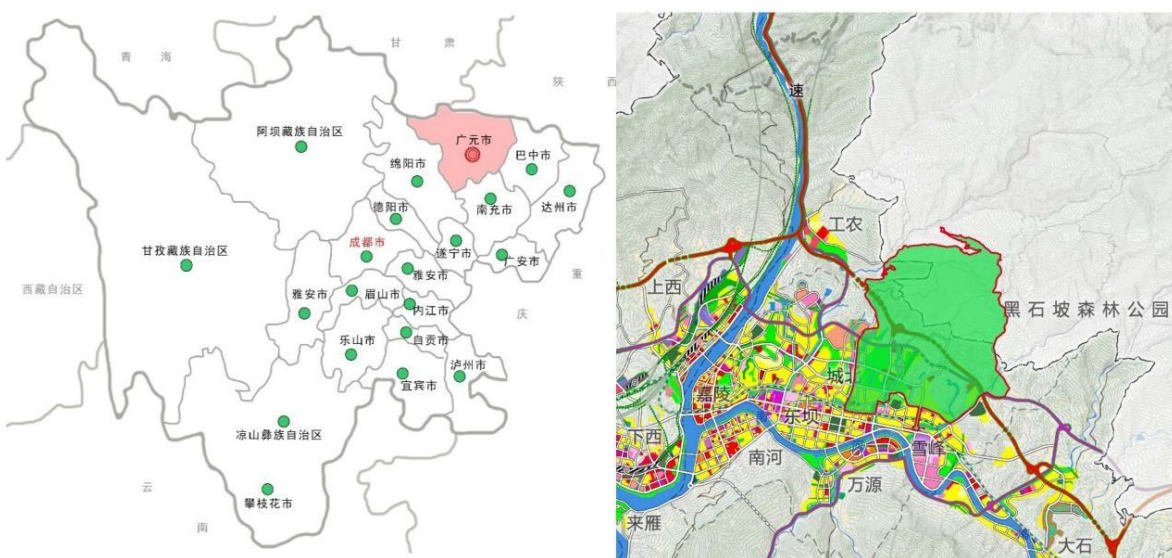 青海
甘肃
陕西
阿坝藏族自治区
广元市
绵阳市
巴中市
德阳市
南充市
达州市
成都市
遂宁市
广安市
甘孜藏族自治区
雅安市
重庆
西藏自治区
雅安市
眉山市
内江市
乐山市
自贡市
泸州市
宜宾市
凉山彝族自治区
攀枝花市
云南
速
工农
上西
黑石坡森林公园
城北
嘉陵
东坝
下西
南河
雪峰
万源
来雁
大石